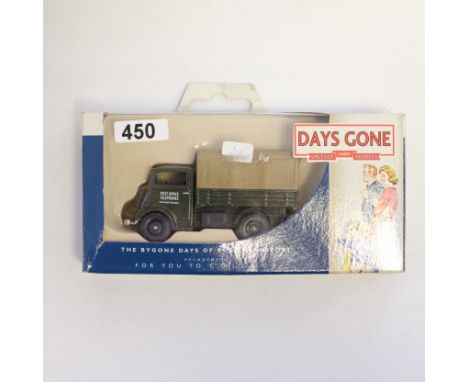 450
DAYS GONE
VINTAGE MODELS
POST OFFICE
TELEPHONES
THE BYGONE DAYS OF
FOR YOU TO